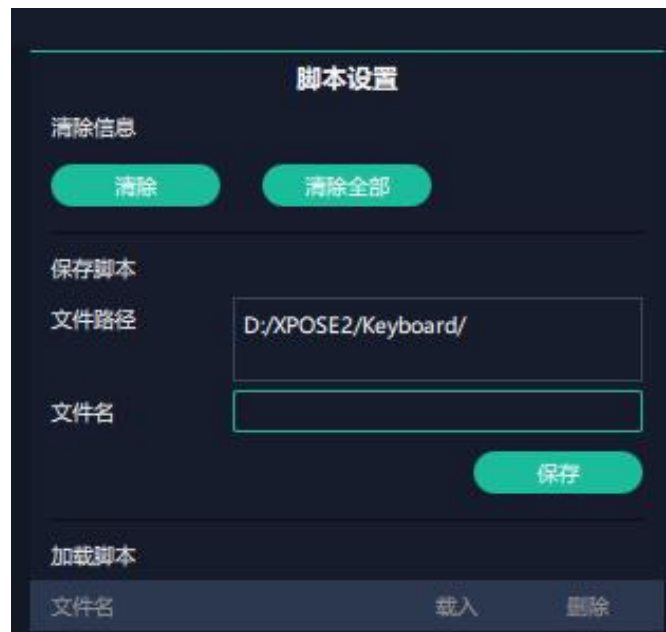 脚本设置
清除信息
清除 清除全部
保存脚本
文件路径 D:/XPOSE2/Keyboard/
文件名
保存
加载脚本
文件名 载入 删除